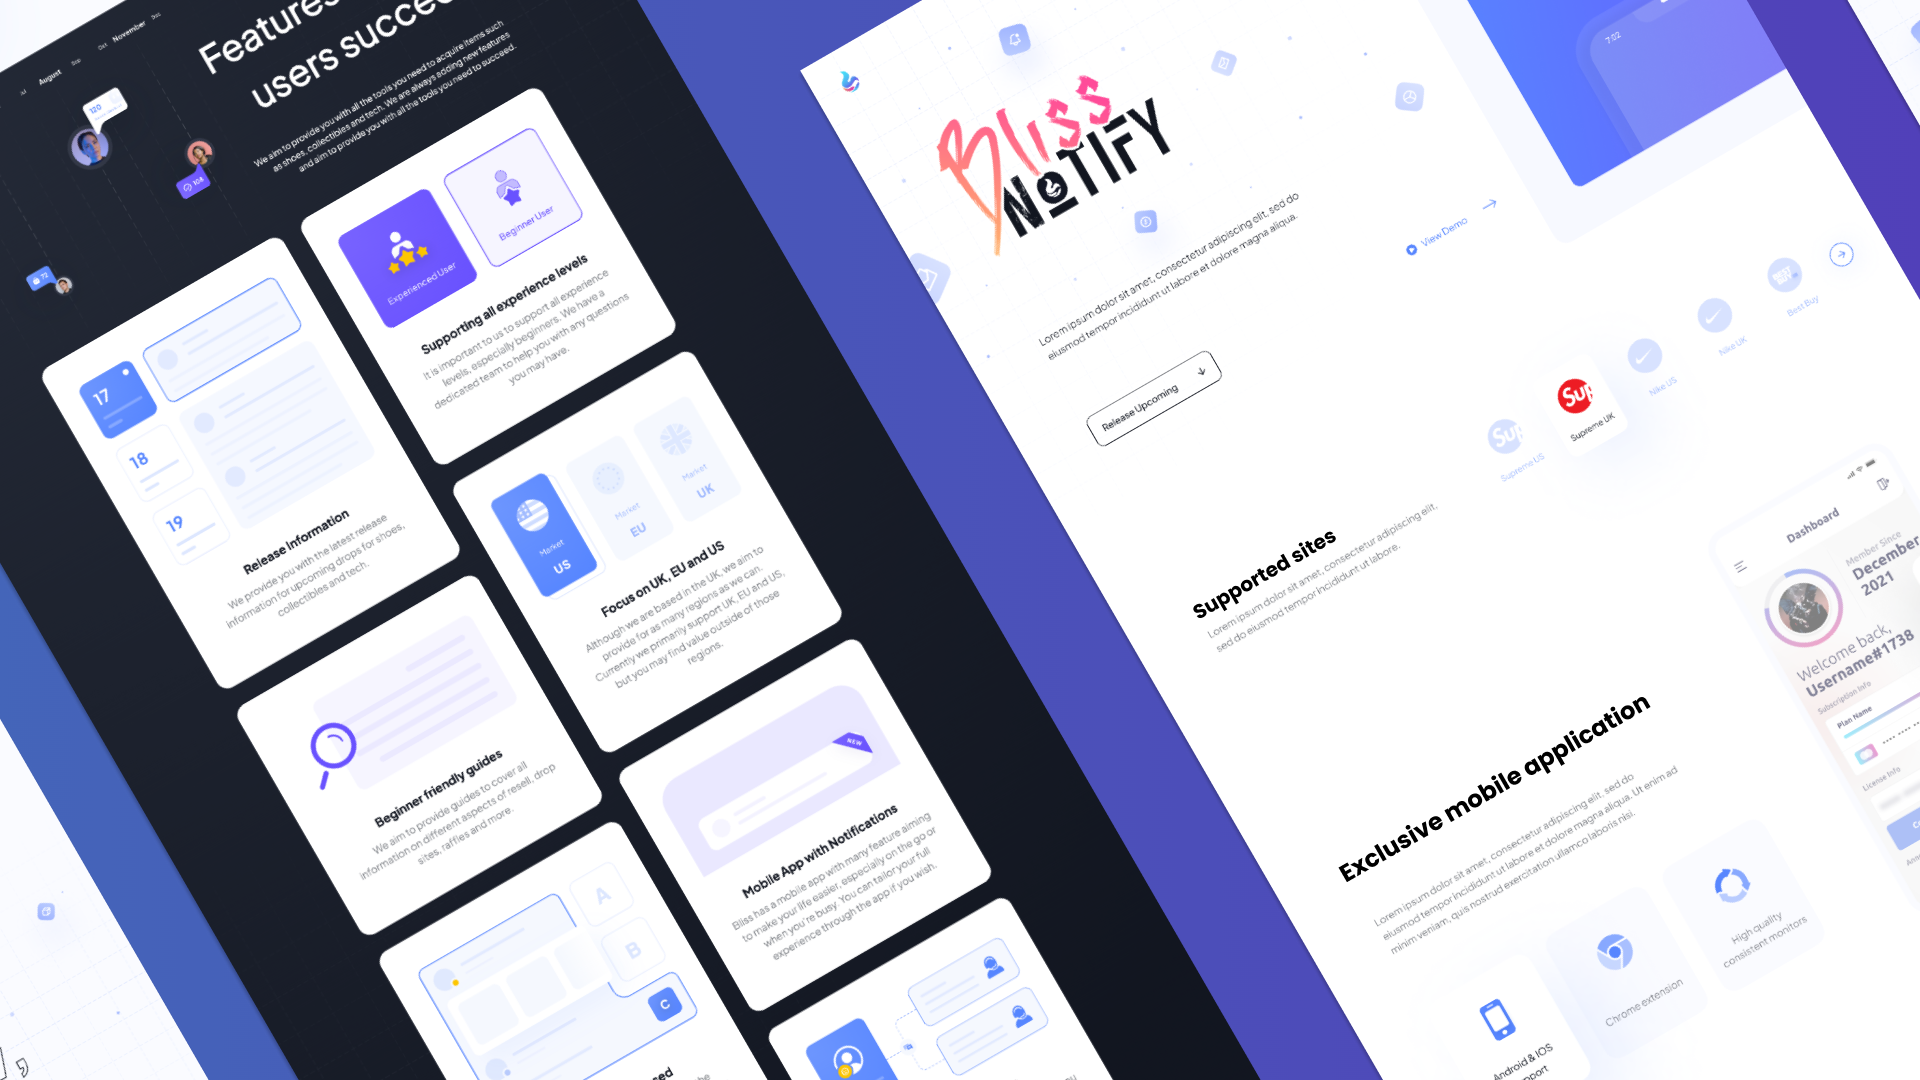 Jul
August
Sep
Oct
November
Dec
120
108
72
Features
users succe
We aim to provide you with all the tools you need to acquire items such
as shoes, collectibles and tech. We are always adding new features
and aim to provide you with all the tools you need to succeed.
Experienced User
Beginner User
Supporting all experience levels
It is important to us to support all experience
levels, especially beginners. We have a
dedicated team to help you with any questions
you may have.
17
18
19
Release Information
We provide you with the latest release
information for upcoming drops for shoes,
collectibles and tech.
Market
US
Market
EU
Market
UK
Focus on UK, EU and US
Although we are based in the UK, we aim to
provide for as many regions as we can.
Currently we primarily support UK, EU and US,
but you may find value outside of those
regions.
Beginner friendly guides
We aim to provide guides to cover all
information on different aspects of resell, drop
sites, raffles and more.
NEW
Mobile App with Notifications
Bliss has a mobile app with many feature aiming
to make your life easier, especially on the go or
when you're busy. You can tailor your full
experience through the app if you wish.
A
B
C
Bliss
NOTIFY
Lorem ipsum dolor sit amet, consectetur adipiscing elit, sed do
eiusmod tempor incididunt ut labore et dolore magna aliqua.
View Demo
Release Upcoming
7:02
Sup
Supreme US
Sup
Supreme UK
Nike US
Nike UK
BEST BUY
Best Buy
Supported sites
Lorem ipsum dolor sit amet, consectetur adipiscing elit,
sed do eiusmod tempor incididunt ut labore.
Exclusive mobile application
Lorem ipsum dolor sit amet, consectetur adipiscing elit, sed do
eiusmod tempor incididunt ut labore et dolore magna aliqua. Ut enim ad
minim veniam, quis nostrud exercitation ullamco laboris nisi.
Android & IOS
Chrome extension
High quality
consistent monitors
Dashboard
Member Since
December
2021
Welcome back,
Username#1738
Subscription Info
Plan Name
License Info